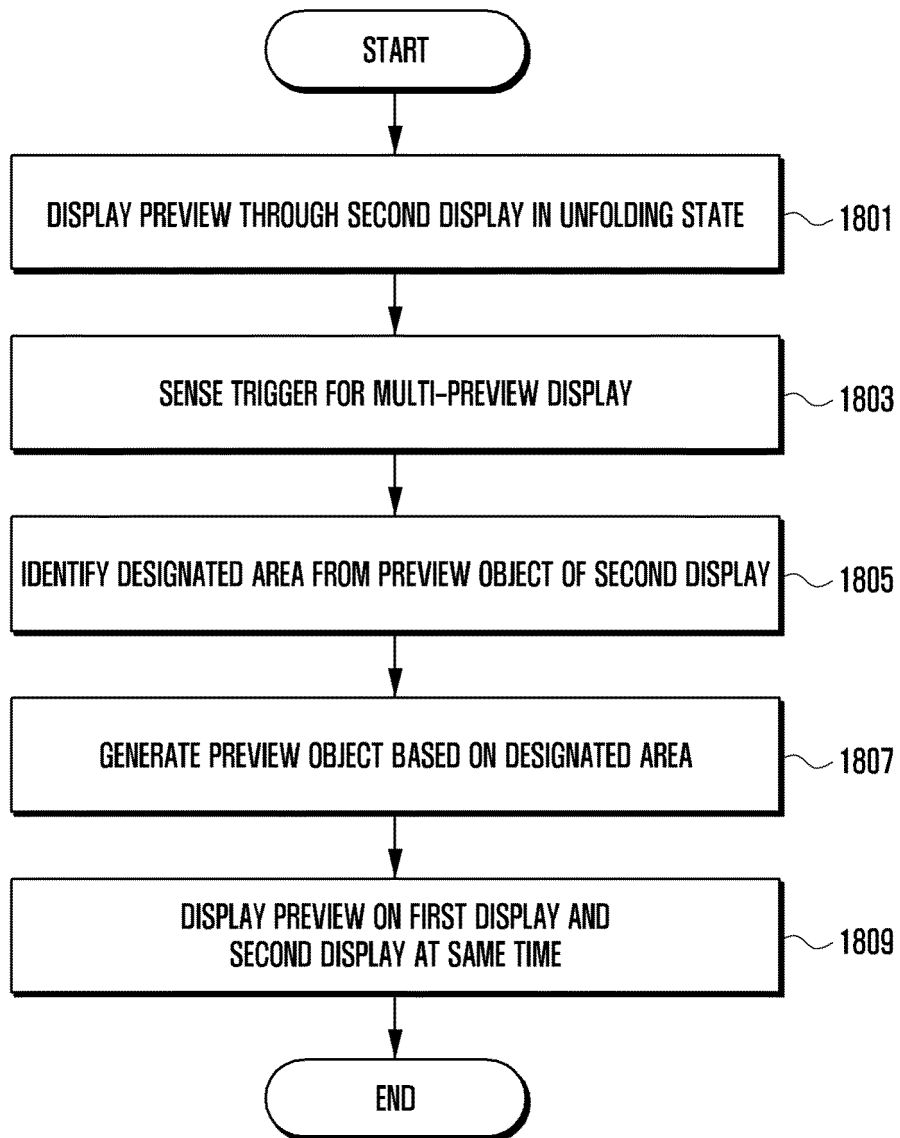 START
DISPLAY PREVIEW THROUGH SECOND DISPLAY IN UNFOLDING STATE
1801
SENSE TRIGGER FOR MULTI-PREVIEW DISPLAY
1803
IDENTIFY DESIGNATED AREA FROM PREVIEW OBJECT OF SECOND DISPLAY
1805
GENERATE PREVIEW OBJECT BASED ON DESIGNATED AREA
1807
DISPLAY PREVIEW ON FIRST DISPLAY AND
SECOND DISPLAY AT SAME TIME
1809
END